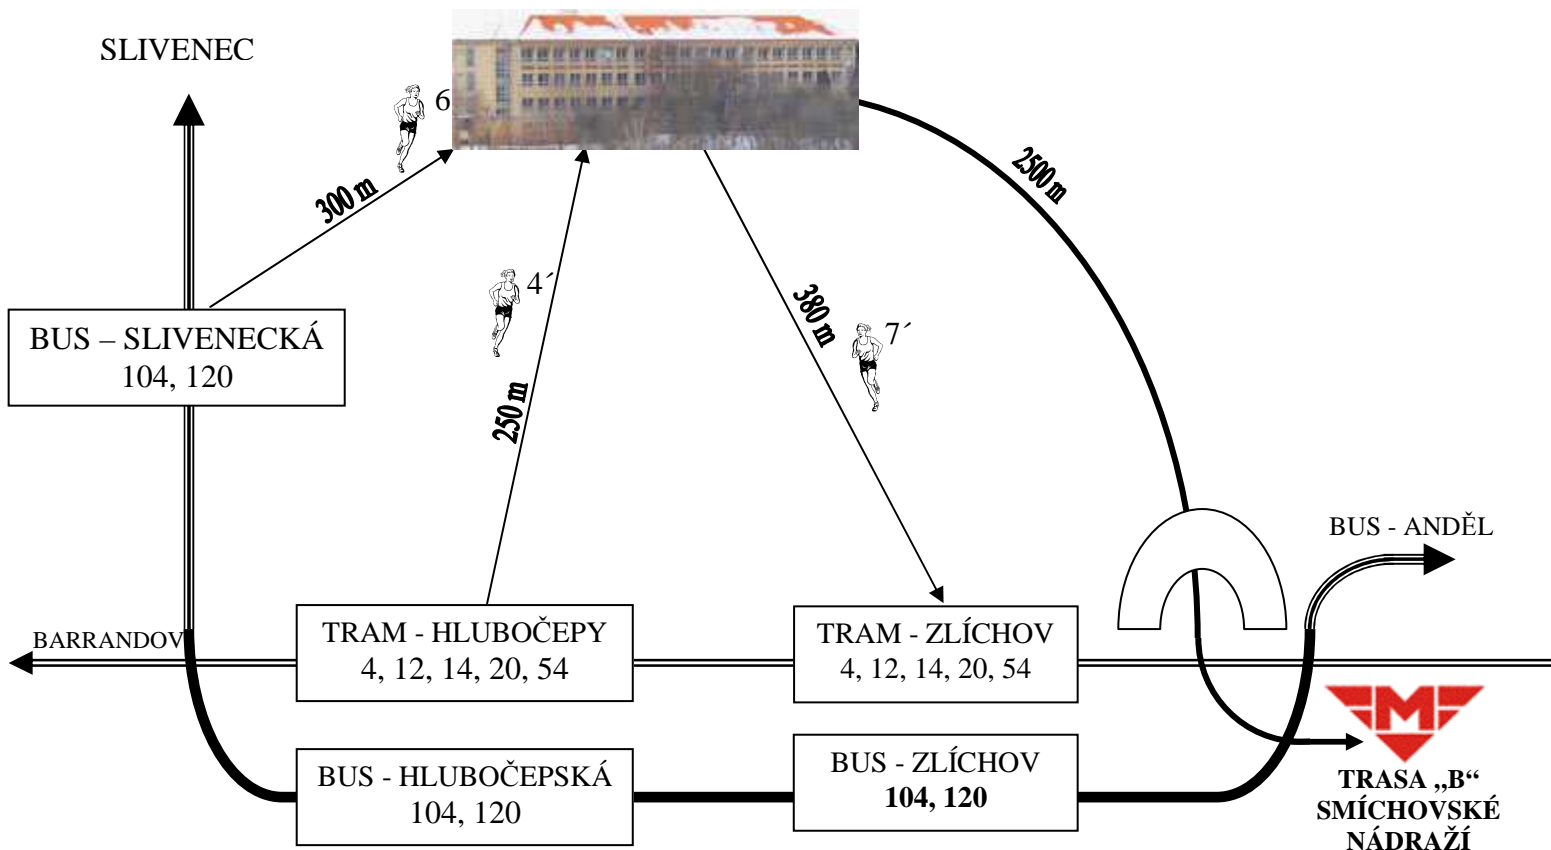 SLIVENEC
6
300 m
2500 m
4´
250 m
380 m
7´
BUS – SLIVENECKÁ
104, 120
BUS - ANDĚL
BARRANDOV
TRAM - HLUBOČEPY
4, 12, 14, 20, 54
TRAM - ZLÍCHOV
4, 12, 14, 20, 54
BUS - HLUBOČEPSKÁ
104, 120
BUS - ZLÍCHOV
104, 120
M
TRASA „B“
SMÍCHOVSKÉ
NÁDRAŽÍ